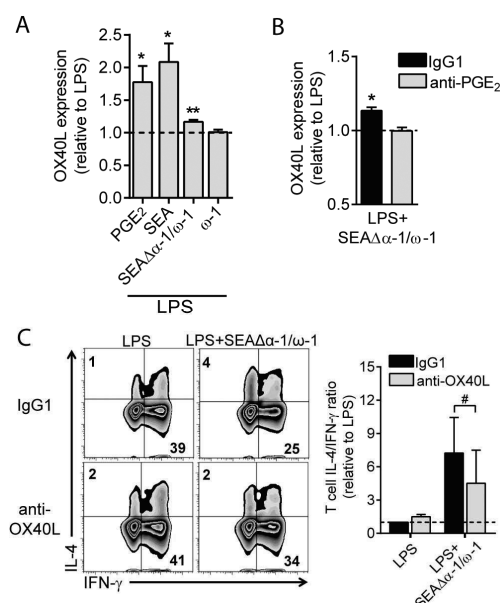 A
OX40L expression
(relative to LPS)
2.5
2.0
1.5
1.0
0.5
0.0
*
*
**
PGE₂
SEA
SEAΔα-1/ω-1
ω-1
LPS
B
IgG1
anti-PGE₂
OX40L expression
(relative to LPS)
1.5
1.0
0.5
*
LPS+
SEAΔα-1/ω-1
C
LPS
LPS+SEAΔα-1/ω-1
IgG1
1
39
4
25
anti-
OX40L
2
41
2
34
IL-4
IFN-γ
IgG1
anti-OX40L
T cell IL-4/IFN-γ ratio
(relative to LPS)
15
12
9
6
3
0
#
LPS
LPS+
SEAΔα-1/ω-1